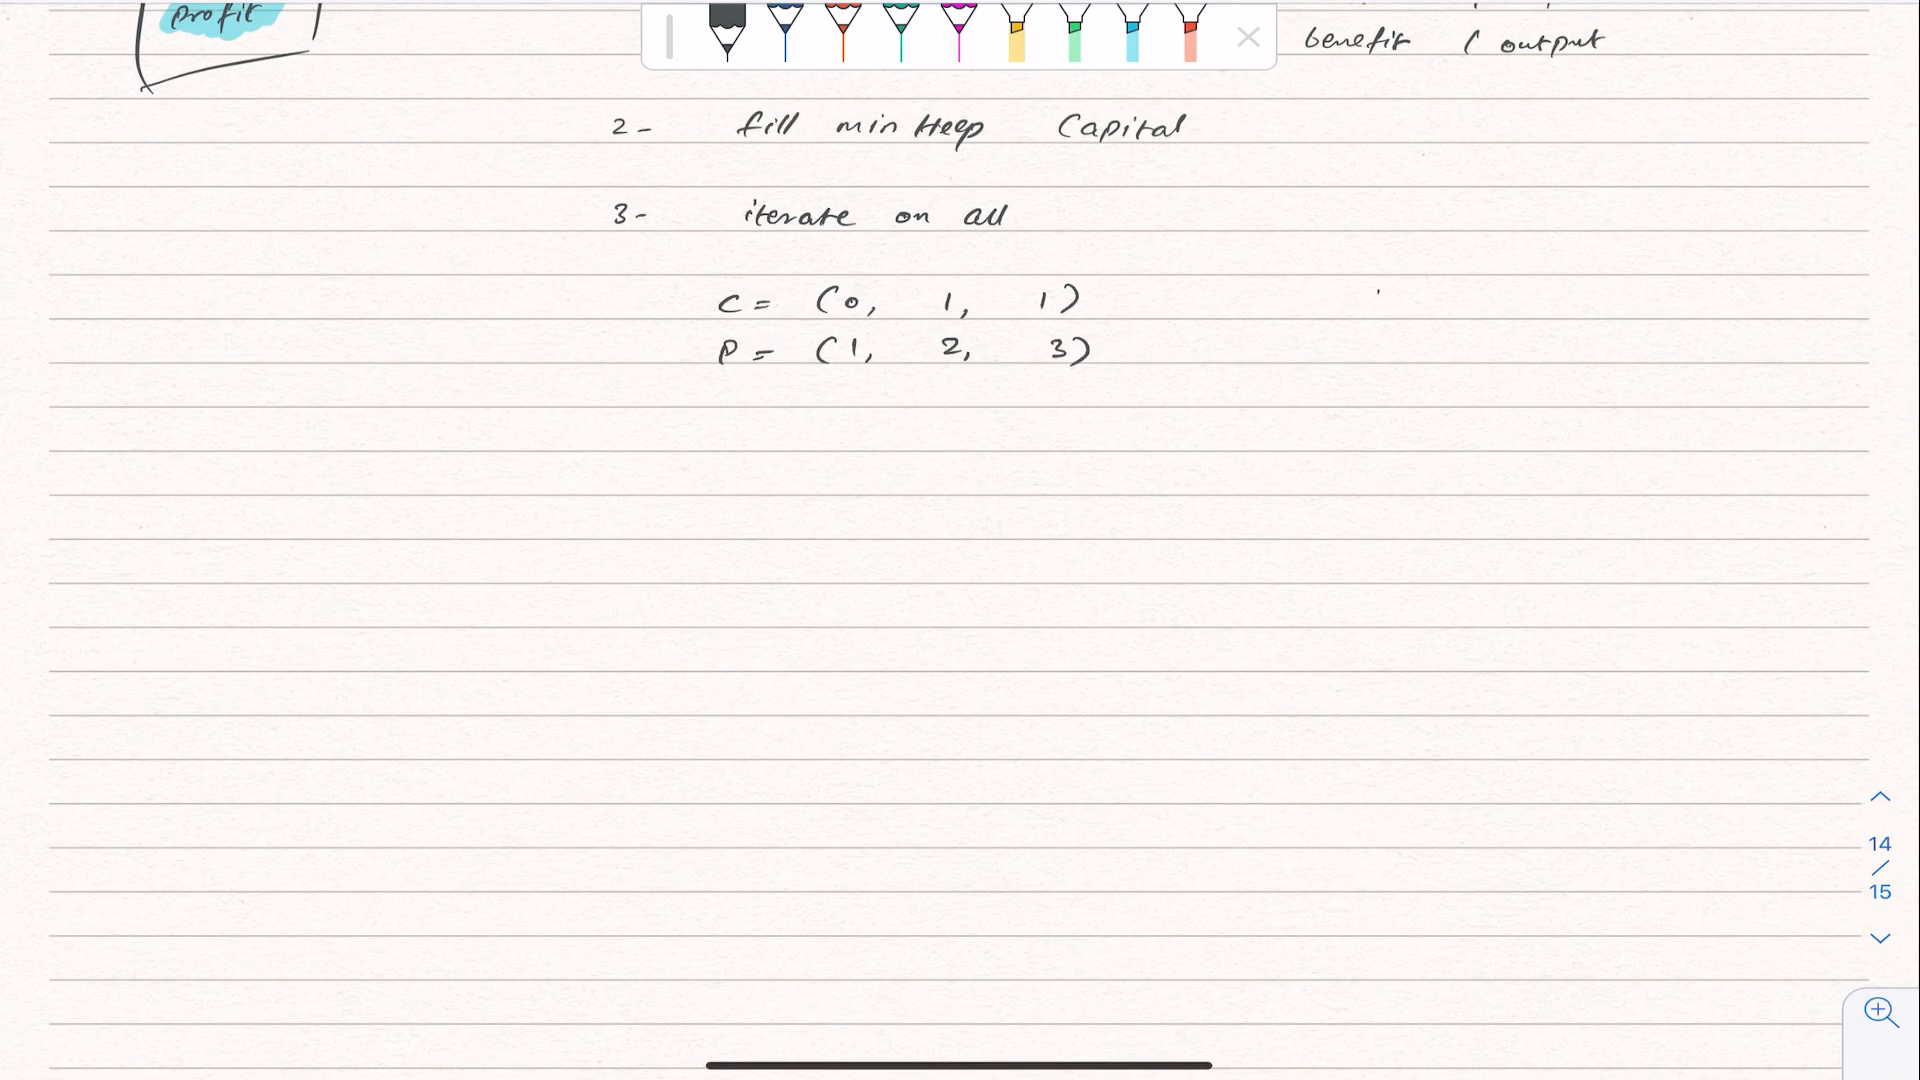 profit
benefit ( output
2 - fill min Heep Capital
3 - iterate on all
C = (0, 1, 1)
P = (1, 2, 3)
14
/
15